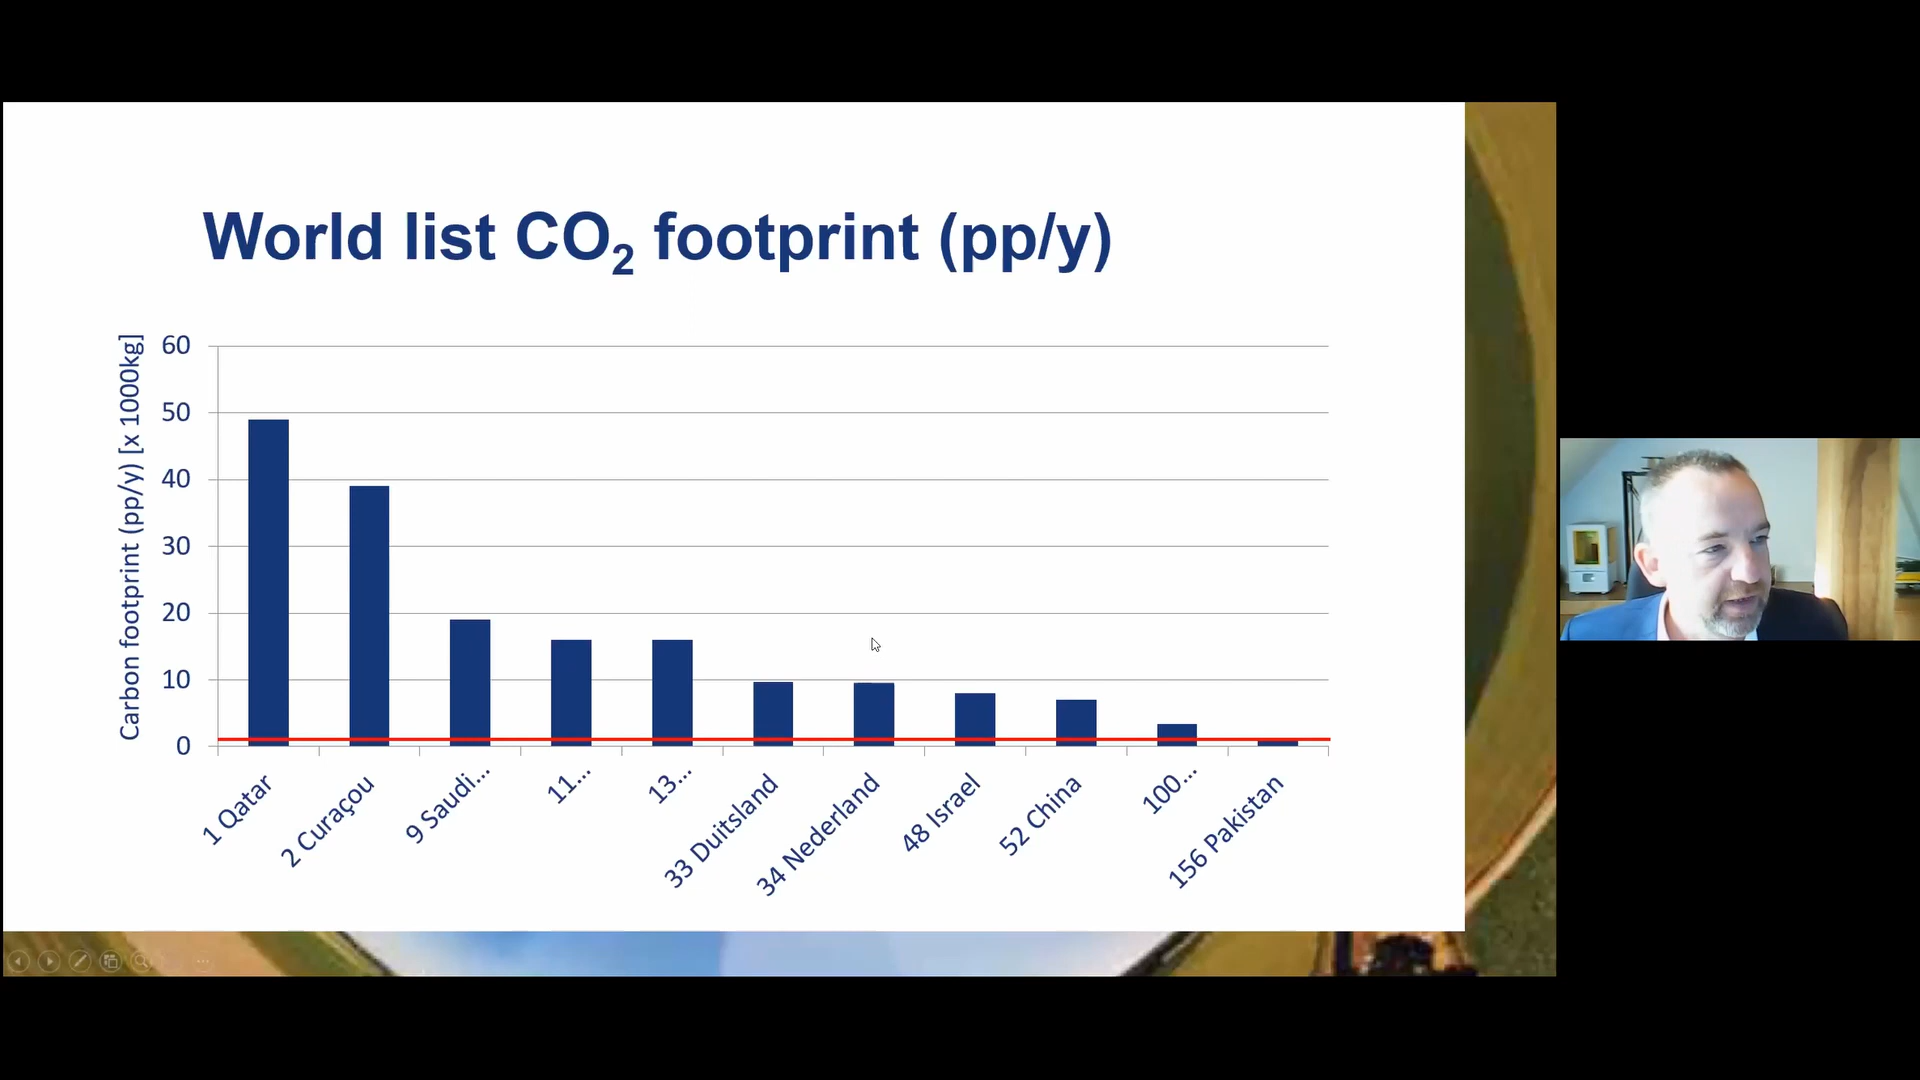 World list CO₂ footprint (pp/y)
Carbon footprint (pp/y) [x 1000kg]
60
50
40
30
20
10
0
1 Qatar
2 Curaçou
9 Saudi...
11...
13...
33 Duitsland
34 Nederland
48 Israel
52 China
100...
156 Pakistan